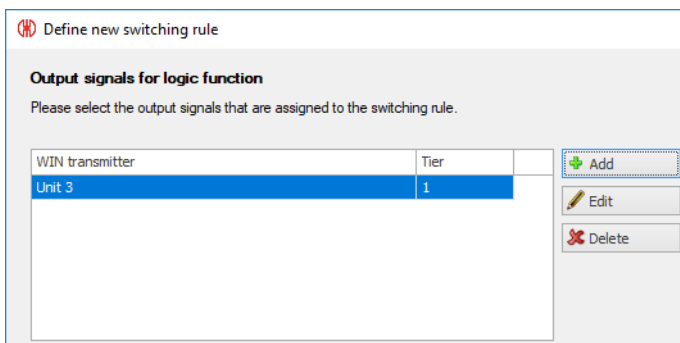 Define new switching rule
Output signals for logic function
Please select the output signals that are assigned to the switching rule.
WIN transmitter Tier
Unit 3 1
Add
Edit
Delete